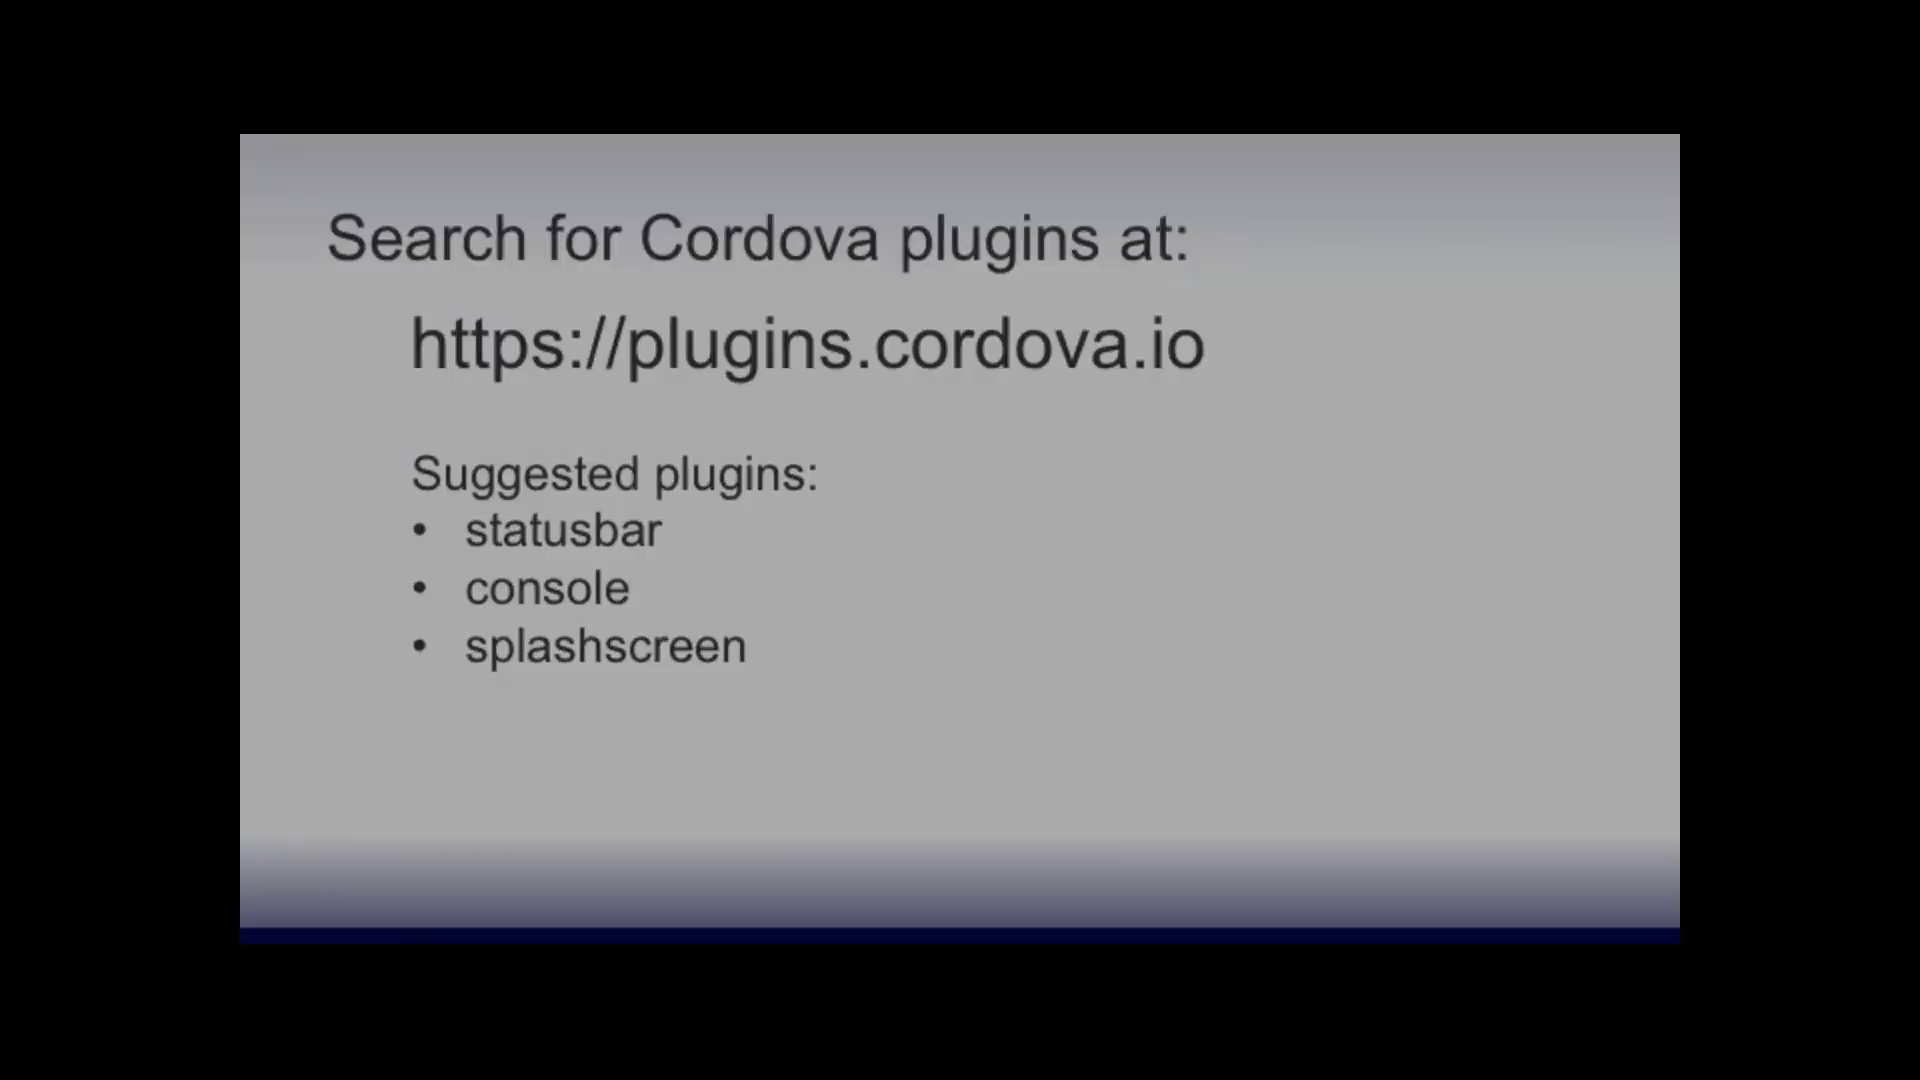 Search for Cordova plugins at:
https://plugins.cordova.io
Suggested plugins:
• statusbar
• console
• splashscreen